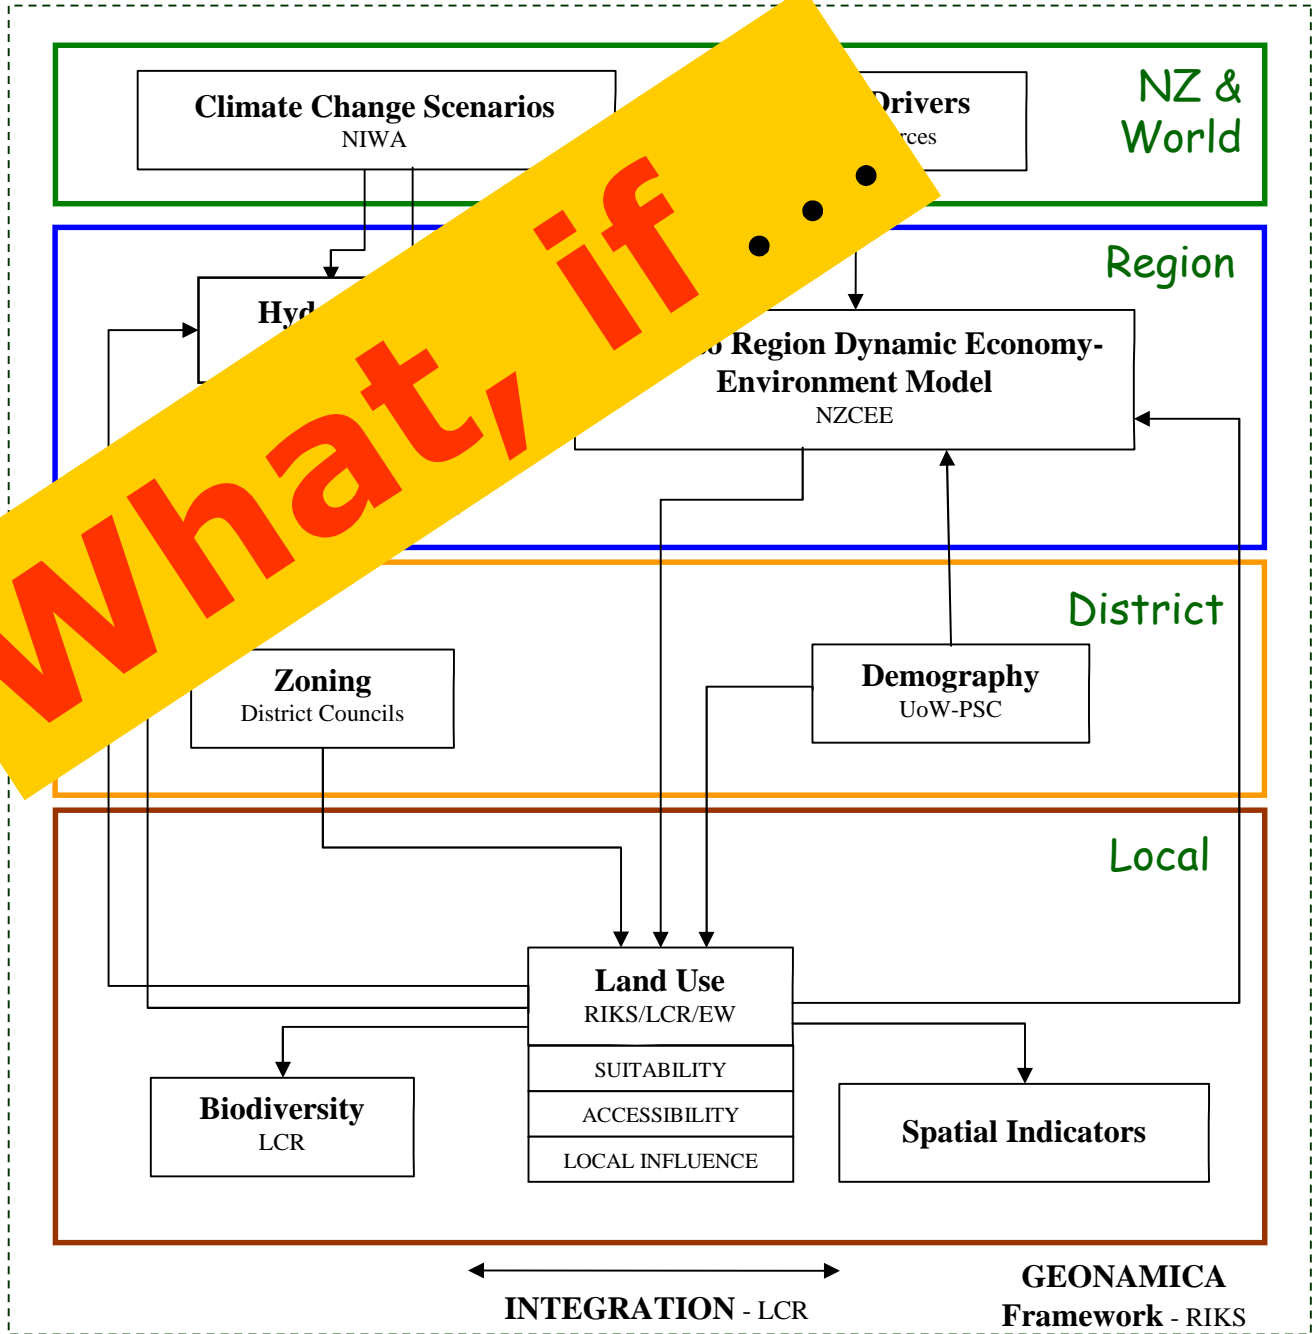 Climate Change Scenarios
NIWA
Drivers
NZ &
World
What, if ...
Region
Region Dynamic Economy-
Environment Model
NZCEE
District
Zoning
District Councils
Demography
UoW-PSC
Local
Land Use
RIKS/LCR/EW
SUITABILITY
ACCESSIBILITY
LOCAL INFLUENCE
Biodiversity
LCR
Spatial Indicators
INTEGRATION - LCR
GEONAMICA
Framework - RIKS